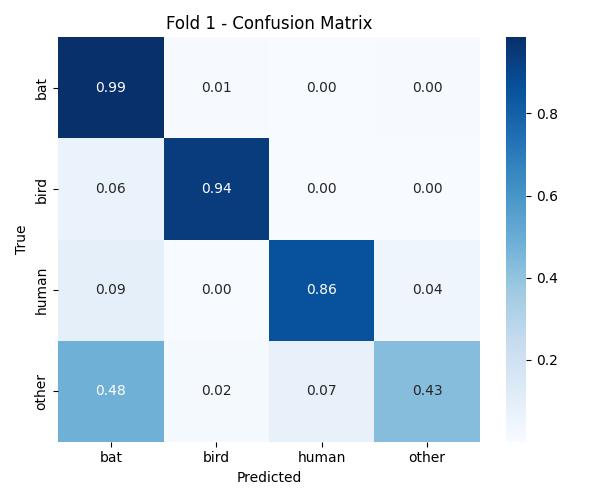 Fold 1 - Confusion Matrix
bat 0.99 0.01 0.00 0.00
bird 0.06 0.94 0.00 0.00
human 0.09 0.00 0.86 0.04
other 0.48 0.02 0.07 0.43
True
bat bird human other
Predicted
0.8
0.6
0.4
0.2